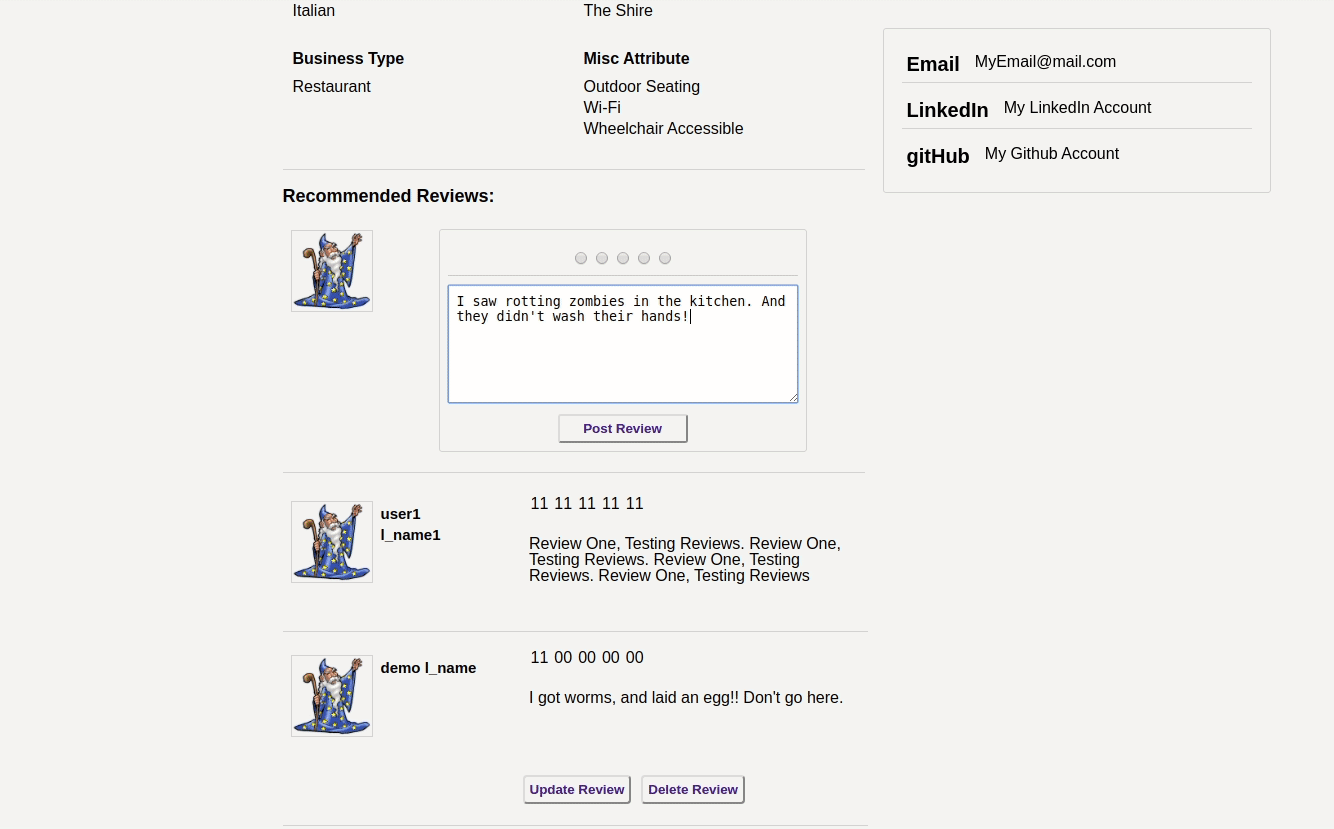 Italian
The Shire
Business Type
Misc Attribute
Restaurant
Outdoor Seating
Wi-Fi
Wheelchair Accessible
Email MyEmail@mail.com
LinkedIn My LinkedIn Account
gitHub My Github Account
Recommended Reviews:
I saw rotting zombies in the kitchen. And
they didn't wash their hands!
Post Review
user1
l_name1
11 11 11 11 11
Review One, Testing Reviews. Review One,
Testing Reviews. Review One, Testing
Reviews. Review One, Testing Reviews
demo l_name
11 00 00 00 00
I got worms, and laid an egg!! Don't go here.
Update Review
Delete Review